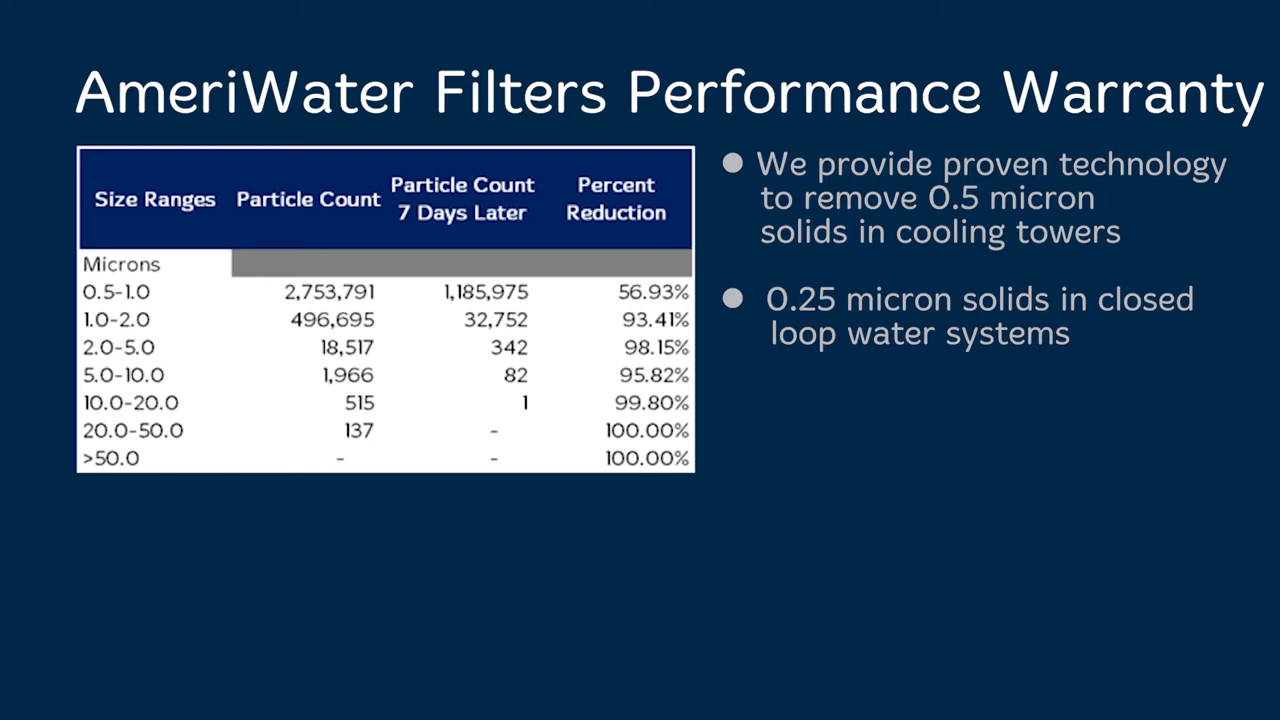 AmeriWater Filters Performance Warranty
Size Ranges Particle Count Particle Count 7 Days Later Percent Reduction
Microns
0.5-1.0 2,753,791 1,185,975 56.93%
1.0-2.0 496,695 32,752 93.41%
2.0-5.0 18,517 342 98.15%
5.0-10.0 1,966 82 95.82%
10.0-20.0 515 1 99.80%
20.0-50.0 137 - 100.00%
>50.0 - - 100.00%
● We provide proven technology
to remove 0.5 micron
solids in cooling towers
● 0.25 micron solids in closed
loop water systems